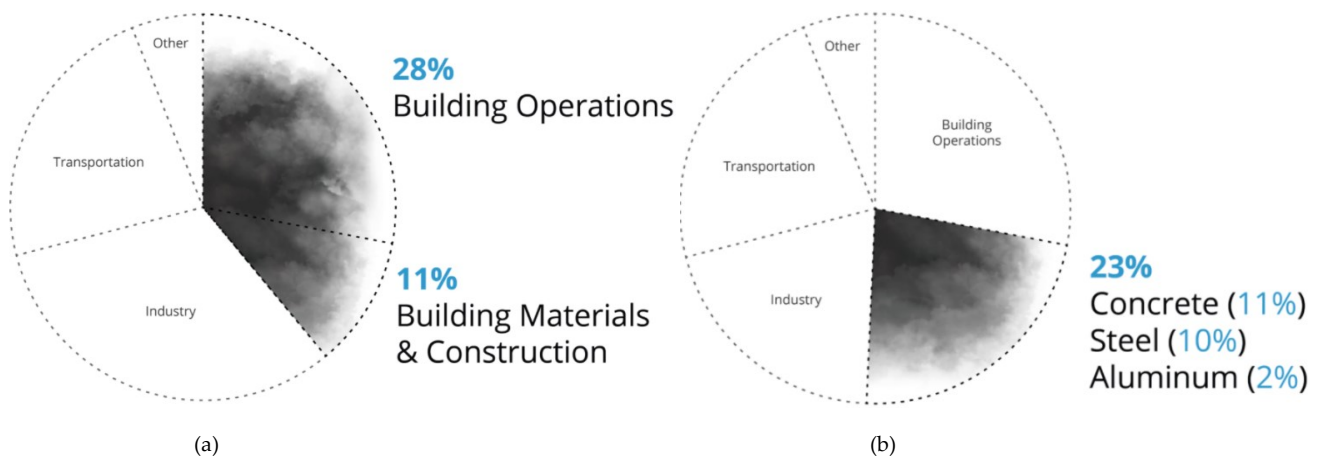 Other
Transportation
Industry
28%
Building Operations
11%
Building Materials
& Construction
(a)
Other
Building
Operations
Transportation
Industry
23%
Concrete (11%)
Steel (10%)
Aluminum (2%)
(b)